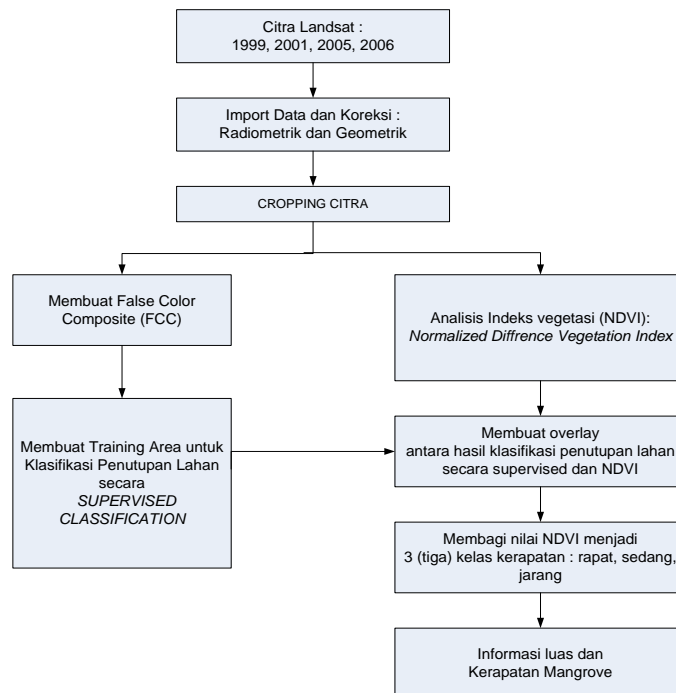 Citra Landsat :
1999, 2001, 2005, 2006
Import Data dan Koreksi :
Radiometrik dan Geometrik
CROPPING CITRA
Membuat False Color
Composite (FCC)
Analisis Indeks vegetasi (NDVI):
Normalized Diffrence Vegetation Index
Membuat Training Area untuk
Klasifikasi Penutupan Lahan
secara
SUPERVISED
CLASSIFICATION
Membuat overlay
antara hasil klasifikasi penutupan lahan
secara supervised dan NDVI
Membagi nilai NDVI menjadi
3 (tiga) kelas kerapatan : rapat, sedang,
jarang
Informasi luas dan
Kerapatan Mangrove